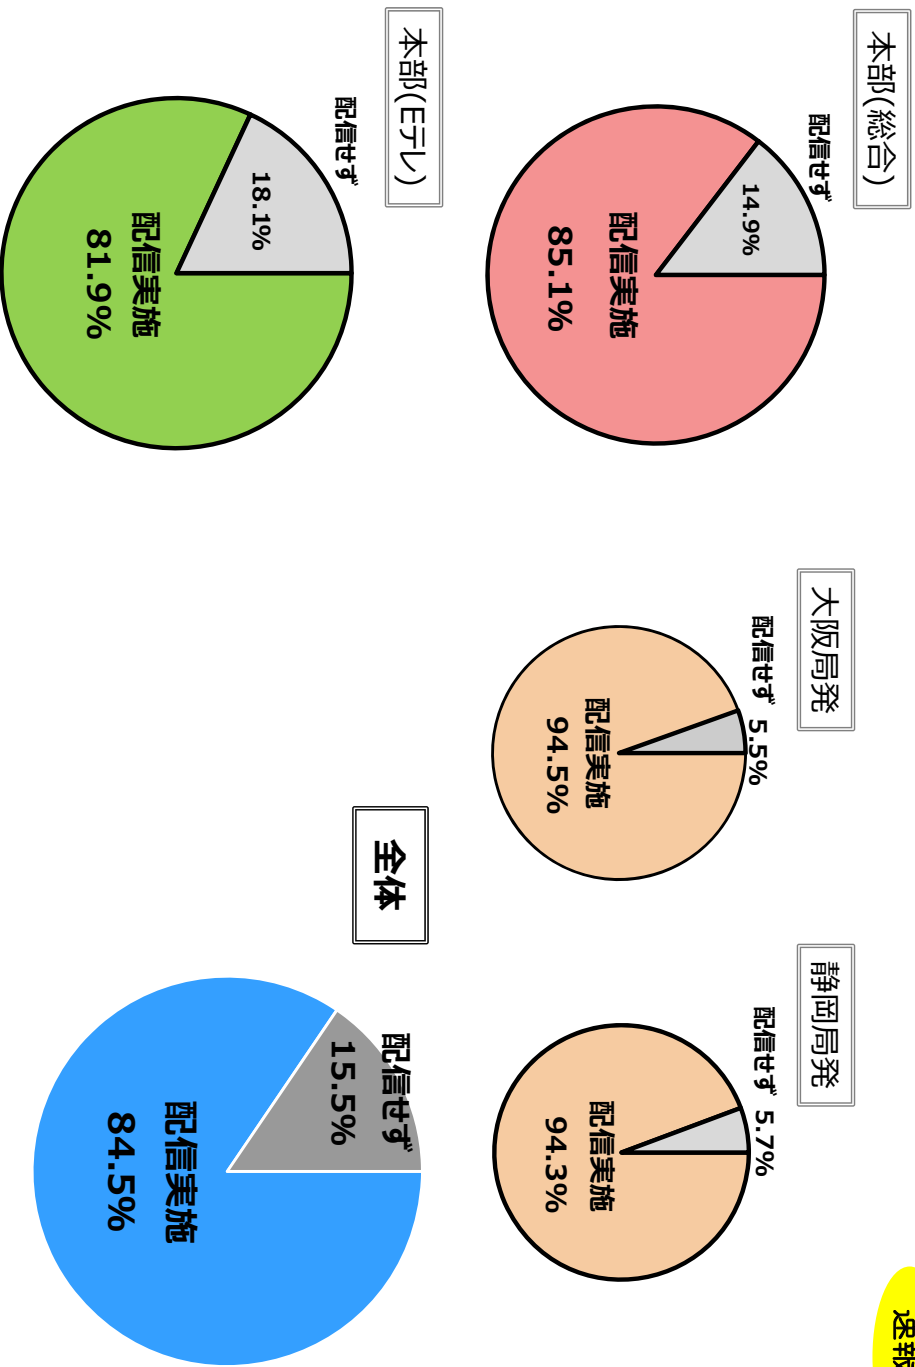 速報
本部(総合)
配信せず
14.9%
配信実施
85.1%
大阪局発
配信せず 5.5%
配信実施
94.5%
静岡局発
配信せず 5.7%
配信実施
94.3%
本部(Eテレ)
配信せず
18.1%
配信実施
81.9%
全体
配信せず
15.5%
配信実施
84.5%